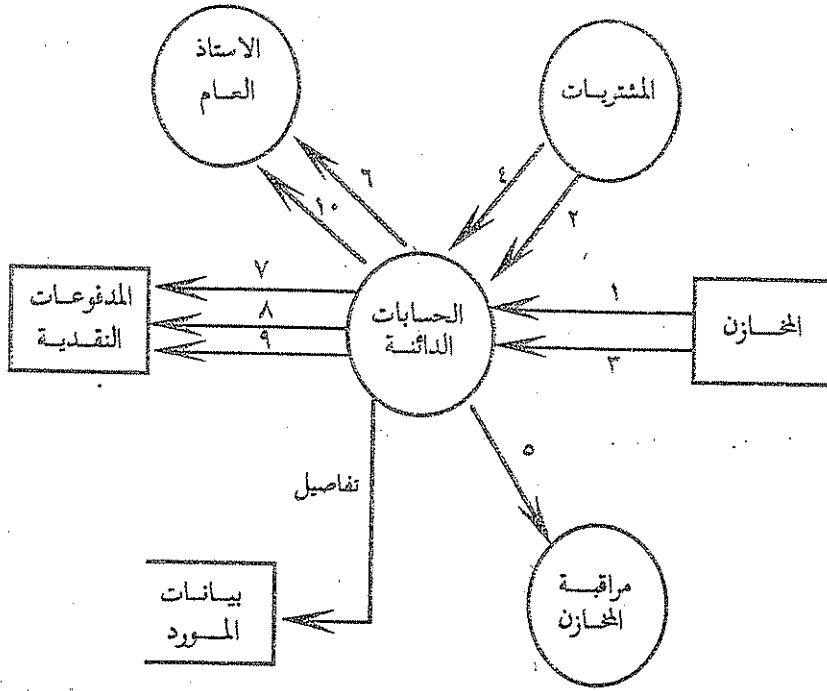 الاستاذ
العام
المشتريات
٦
١٠
٤
٢
المدفوعات
النقدية
٧
٨
٩
الحسابات
الدائنة
١
٣
المخازن
٥
تفاصيل
مراقبة
المخازن
بيانات
المورد